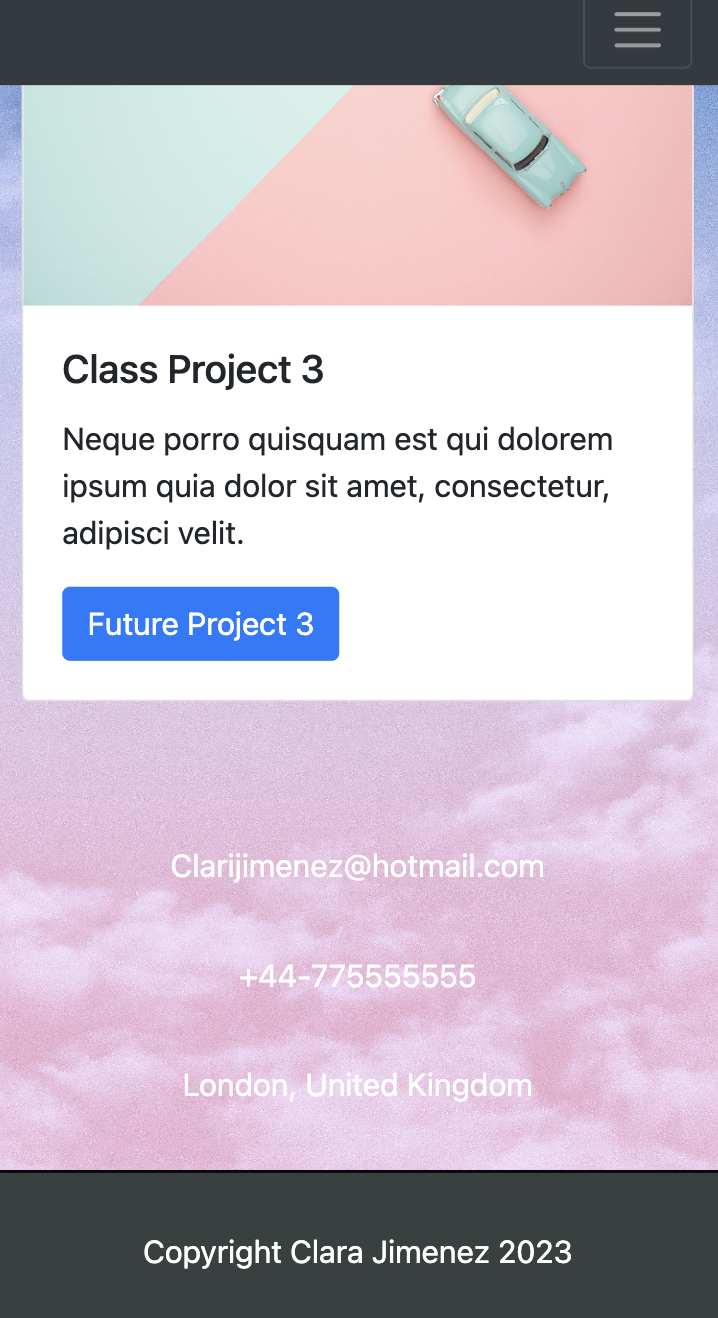 Class Project 3
Neque porro quisquam est qui dolorem
ipsum quia dolor sit amet, consectetur,
adipisci velit.
Future Project 3
Clarijimenez@hotmail.com
+44-775555555
London, United Kingdom
Copyright Clara Jimenez 2023